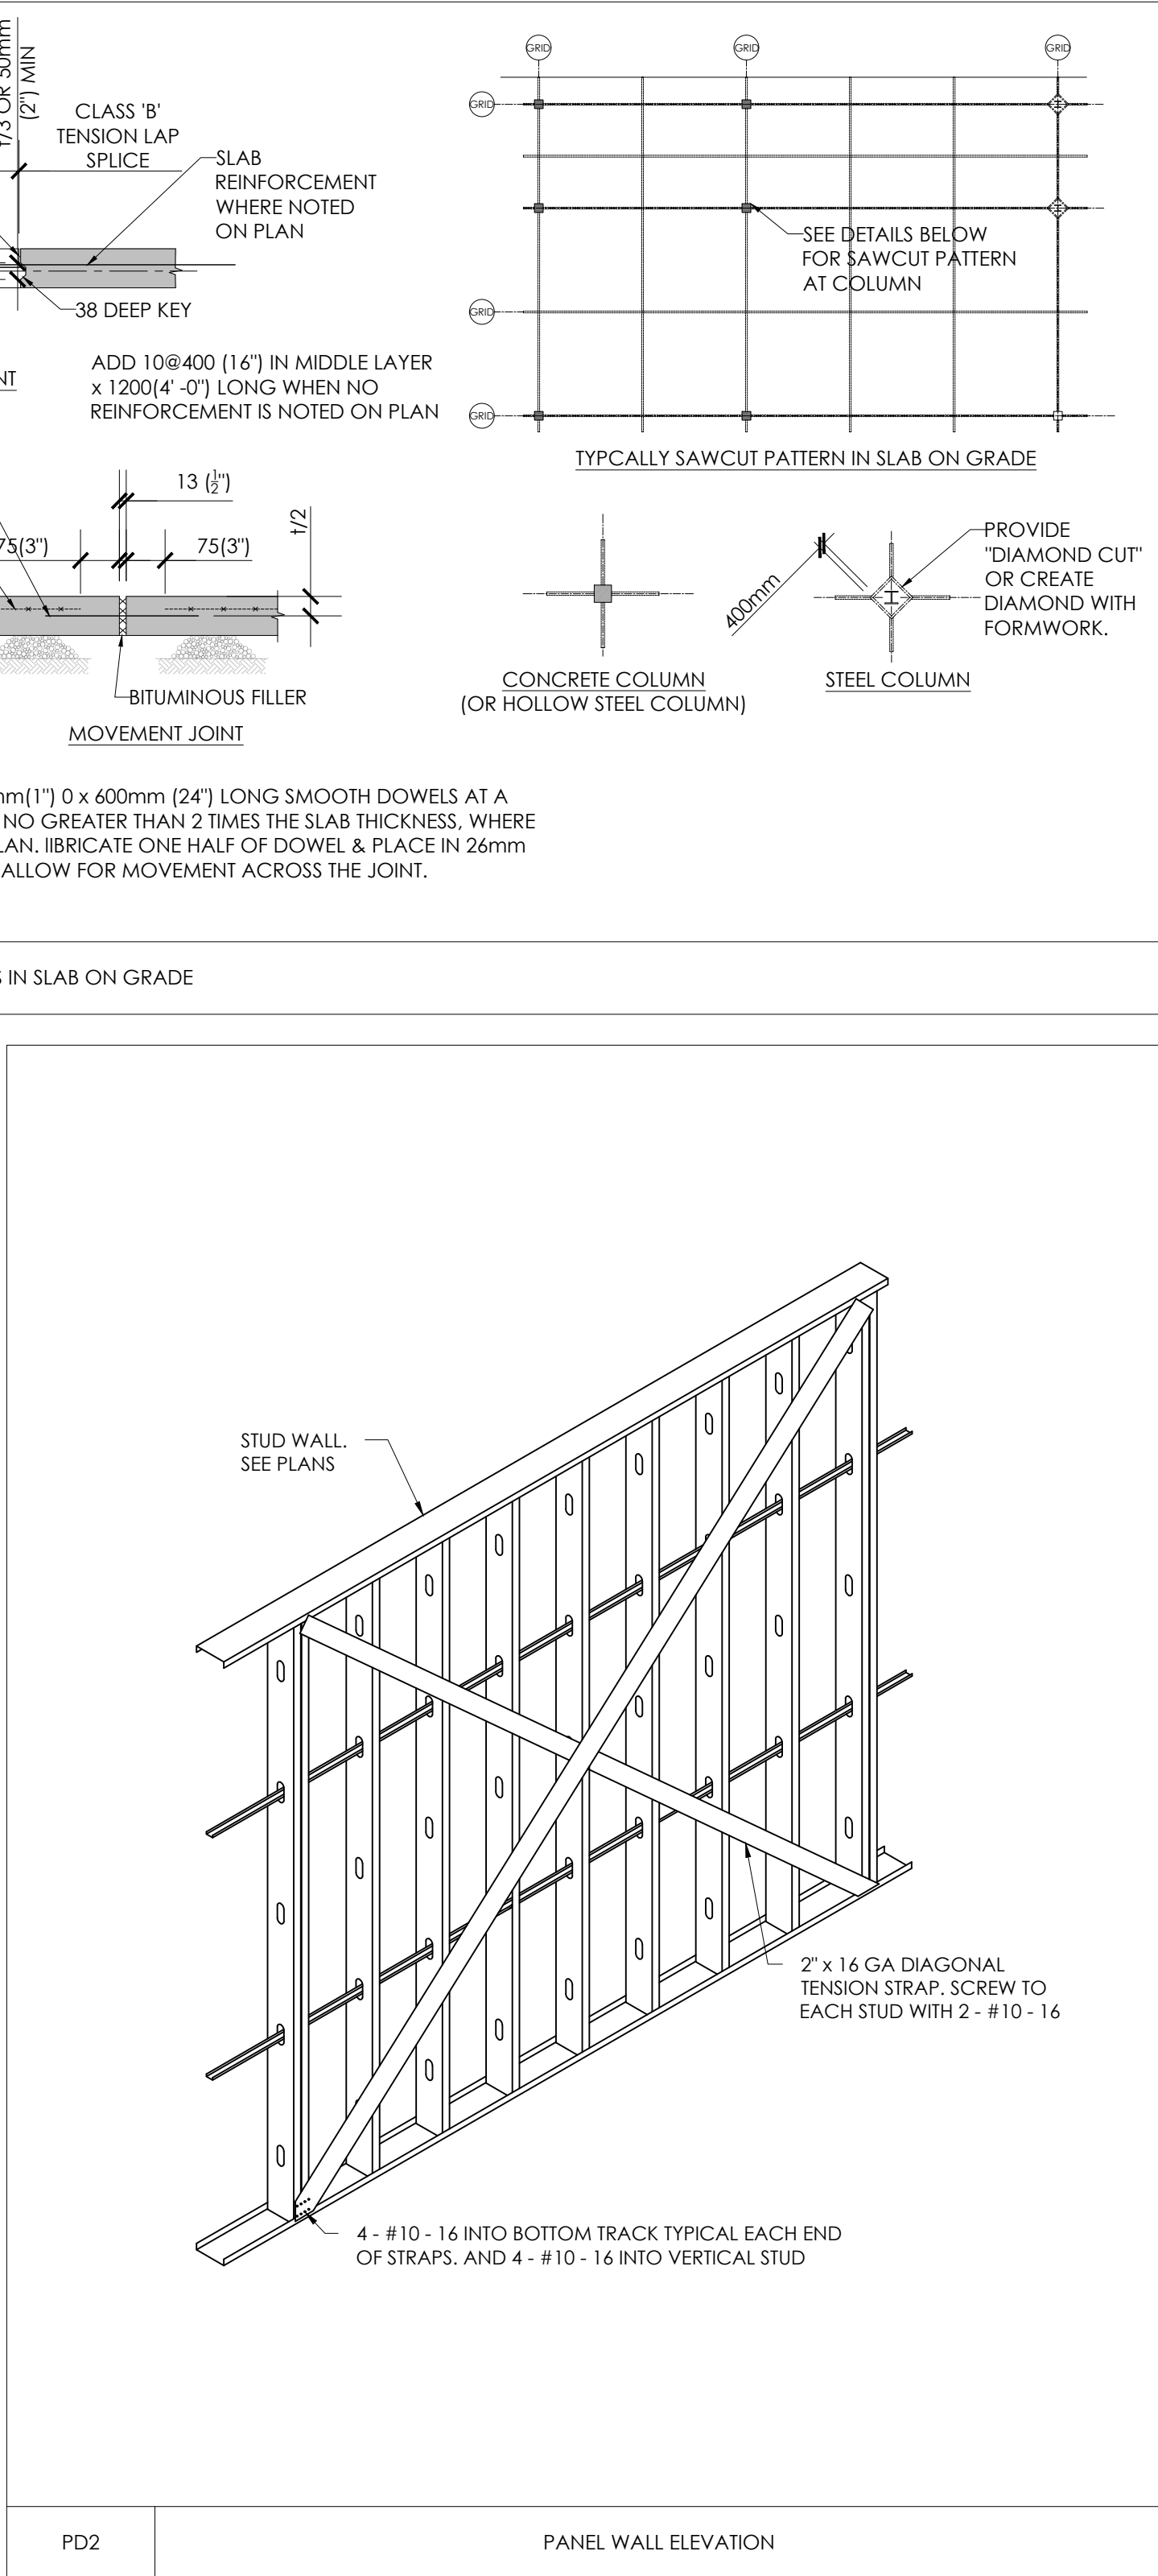 t/3 OR 50mm
(2") MIN
CLASS 'B'
TENSION LAP
SPLICE
SLAB
REINFORCEMENT
WHERE NOTED
ON PLAN
38 DEEP KEY
ADD 10@400 (16") IN MIDDLE LAYER
x 1200(4' -0") LONG WHEN NO
REINFORCEMENT IS NOTED ON PLAN
GRID
GRID
GRID
GRID
GRID
GRID
GRID
SEE DETAILS BELOW
FOR SAWCUT PATTERN
AT COLUMN
TYPCALLY SAWCUT PATTERN IN SLAB ON GRADE
13 (½")
75(3")
75(3")
t/2
BITUMINOUS FILLER
MOVEMENT JOINT
CONCRETE COLUMN
(OR HOLLOW STEEL COLUMN)
400mm
PROVIDE
"DIAMOND CUT"
OR CREATE
DIAMOND WITH
FORMWORK.
STEEL COLUMN
(1") 0 x 600mm (24") LONG SMOOTH DOWELS AT A
NO GREATER THAN 2 TIMES THE SLAB THICKNESS, WHERE
IIBRICATE ONE HALF OF DOWEL & PLACE IN 26mm
ALLOW FOR MOVEMENT ACROSS THE JOINT.
IN SLAB ON GRADE
STUD WALL.
SEE PLANS
2" x 16 GA DIAGONAL
TENSION STRAP. SCREW TO
EACH STUD WITH 2 - #10 - 16
4 - #10 - 16 INTO BOTTOM TRACK TYPICAL EACH END
OF STRAPS. AND 4 - #10 - 16 INTO VERTICAL STUD
PD2
PANEL WALL ELEVATION